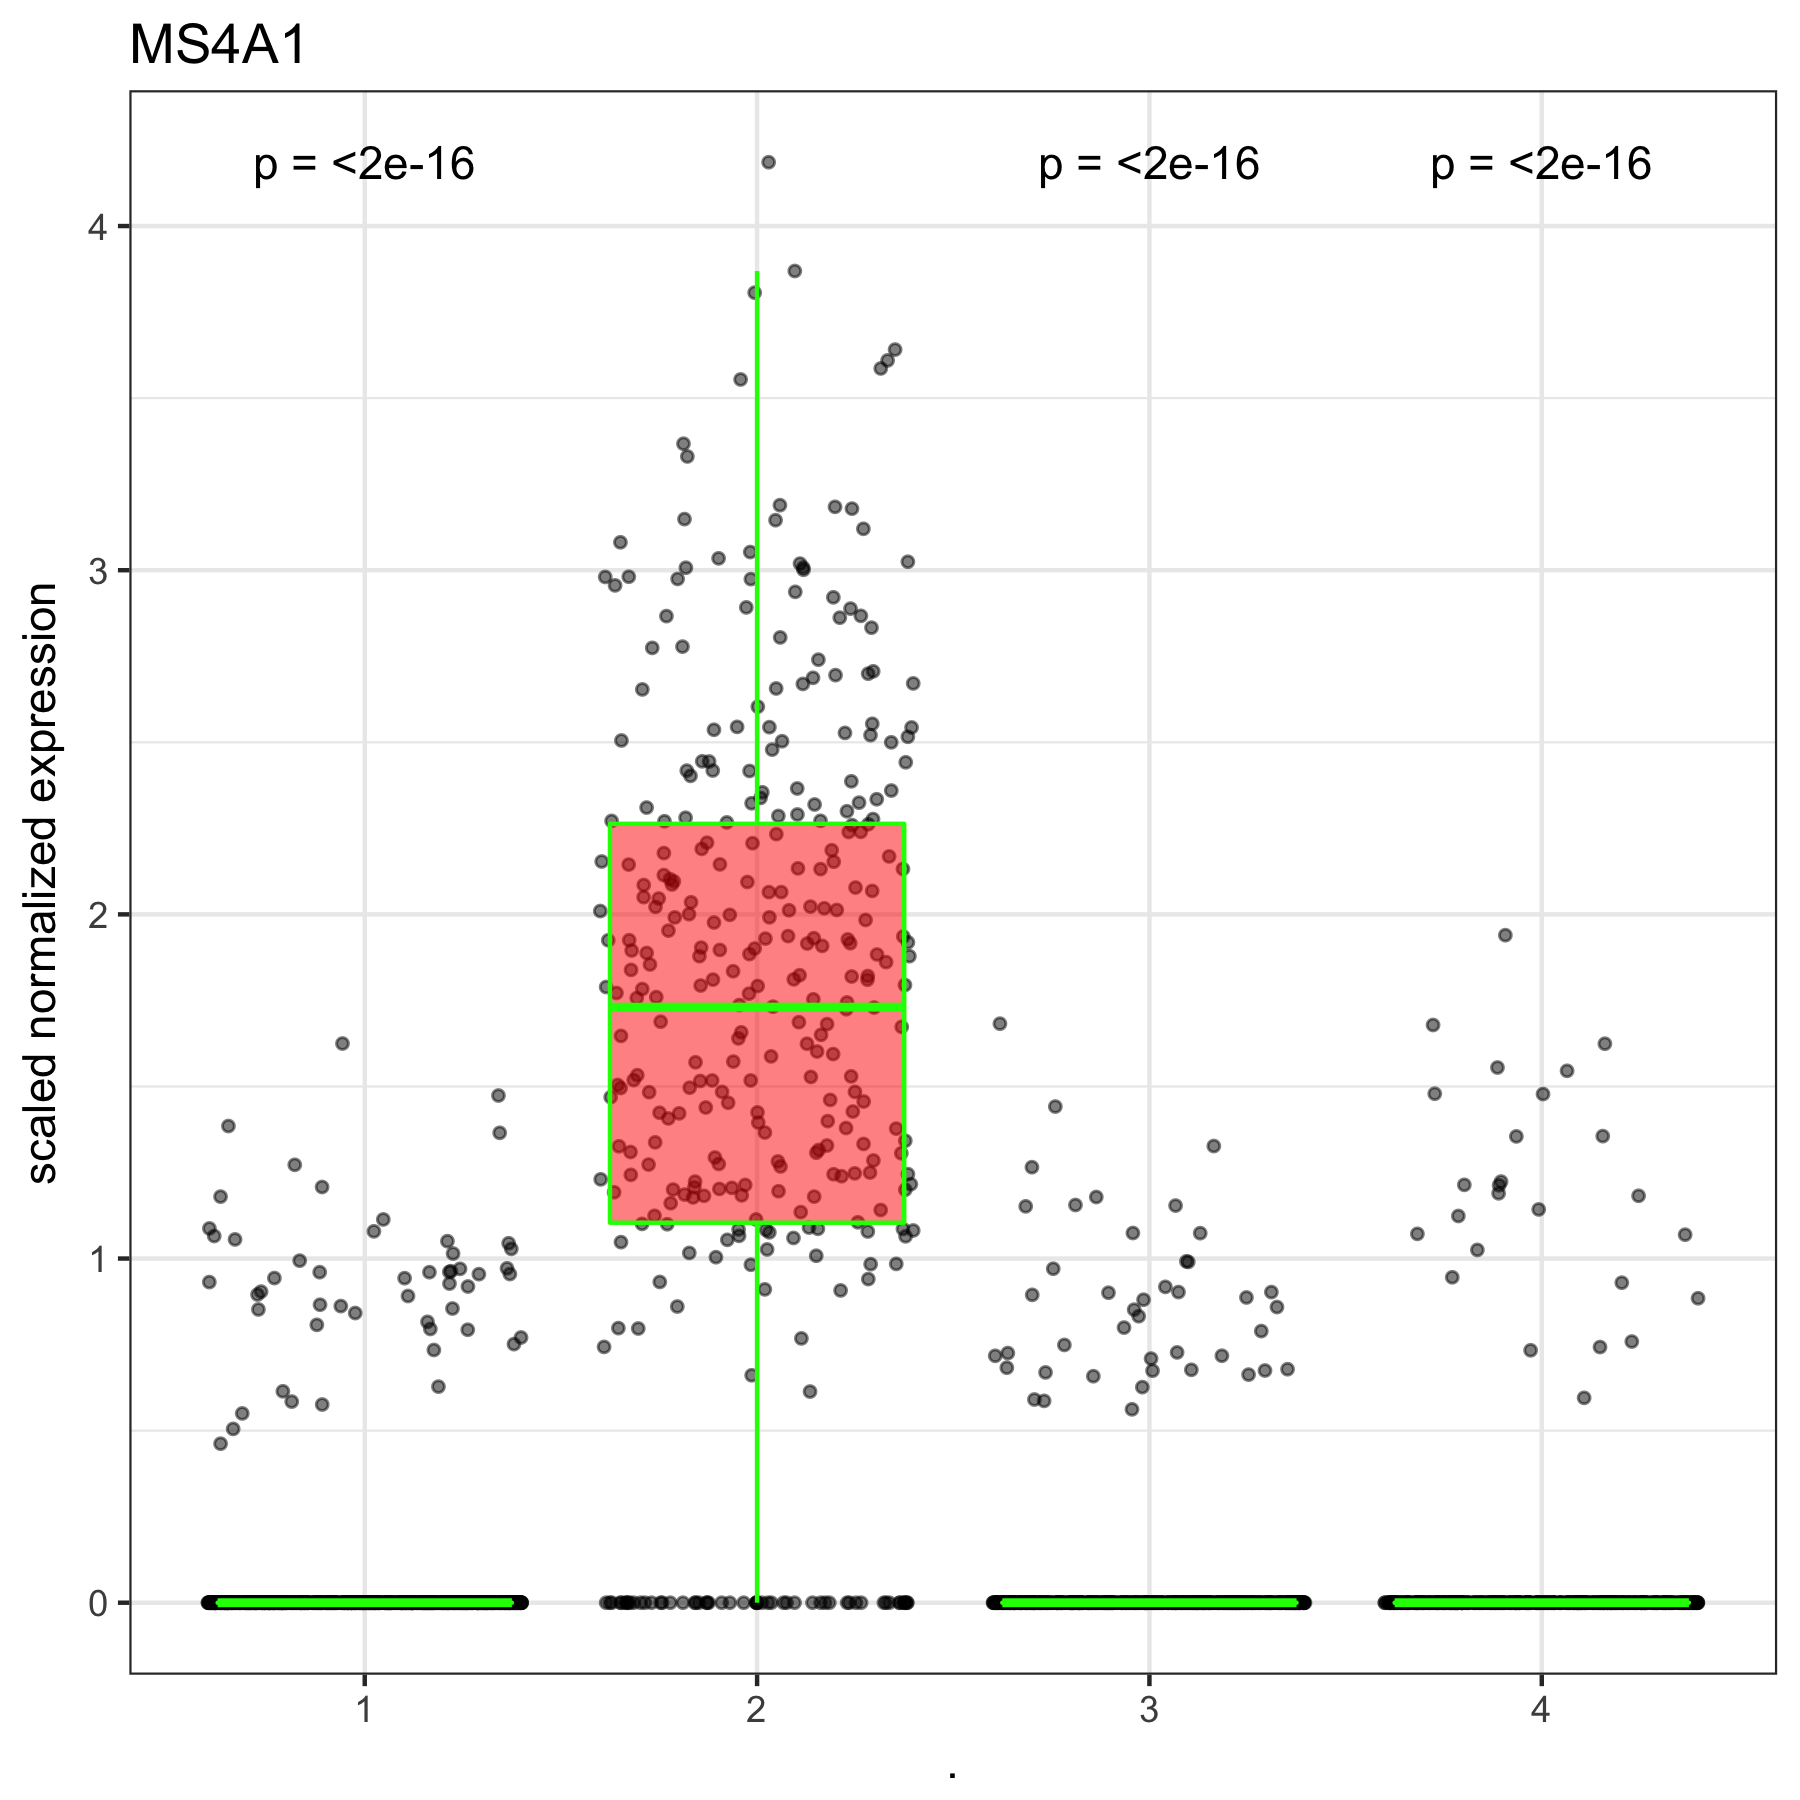 MS4A1
p = <2e-16
p = <2e-16
p = <2e-16
scaled normalized expression
4
3
2
1
0
1
2
3
4
.